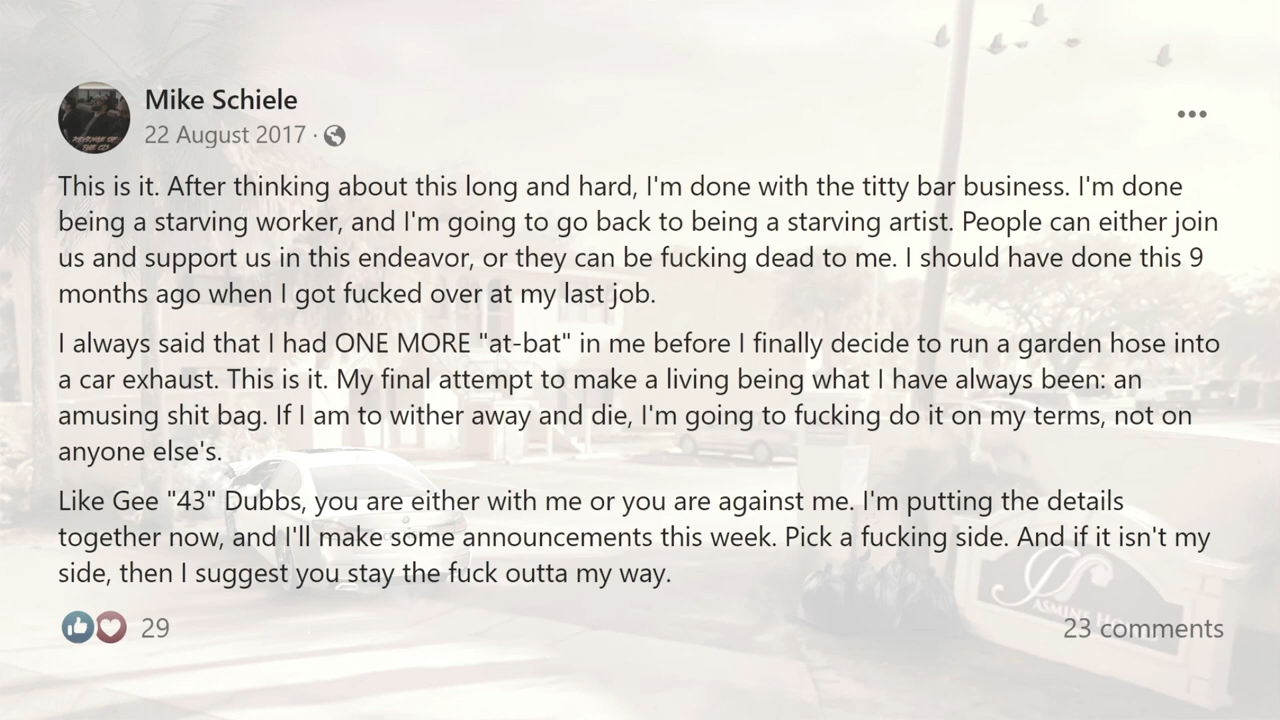 Mike Schiele
22 August 2017 ·
This is it. After thinking about this long and hard, I'm done with the titty bar business. I'm done
being a starving worker, and I'm going to go back to being a starving artist. People can either join
us and support us in this endeavor, or they can be fucking dead to me. I should have done this 9
months ago when I got fucked over at my last job.
I always said that I had ONE MORE "at-bat" in me before I finally decide to run a garden hose into
a car exhaust. This is it. My final attempt to make a living being what I have always been: an
amusing shit bag. If I am to wither away and die, I'm going to fucking do it on my terms, not on
anyone else's.
Like Gee "43" Dubbs, you are either with me or you are against me. I'm putting the details
together now, and I'll make some announcements this week. Pick a fucking side. And if it isn't my
side, then I suggest you stay the fuck outta my way.
29
23 comments